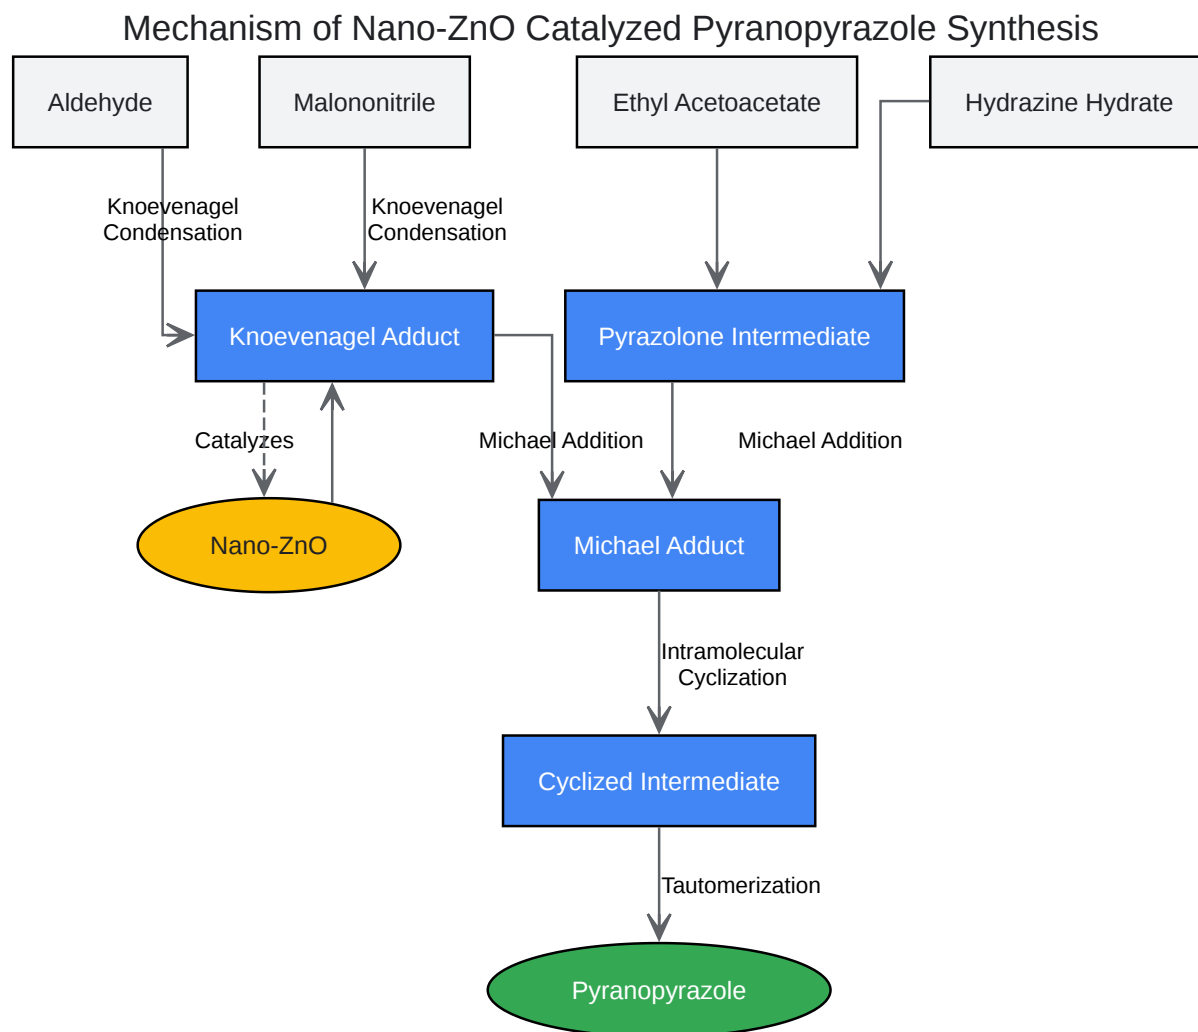 Mechanism of Nano-ZnO Catalyzed Pyranopyrazole Synthesis
Aldehyde
Malononitrile
Ethyl Acetoacetate
Hydrazine Hydrate
Knoevenagel
Condensation
Knoevenagel
Condensation
Knoevenagel Adduct
Pyrazolone Intermediate
Catalyzes
Michael Addition
Michael Addition
Nano-ZnO
Michael Adduct
Intramolecular
Cyclization
Cyclized Intermediate
Tautomerization
Pyranopyrazole